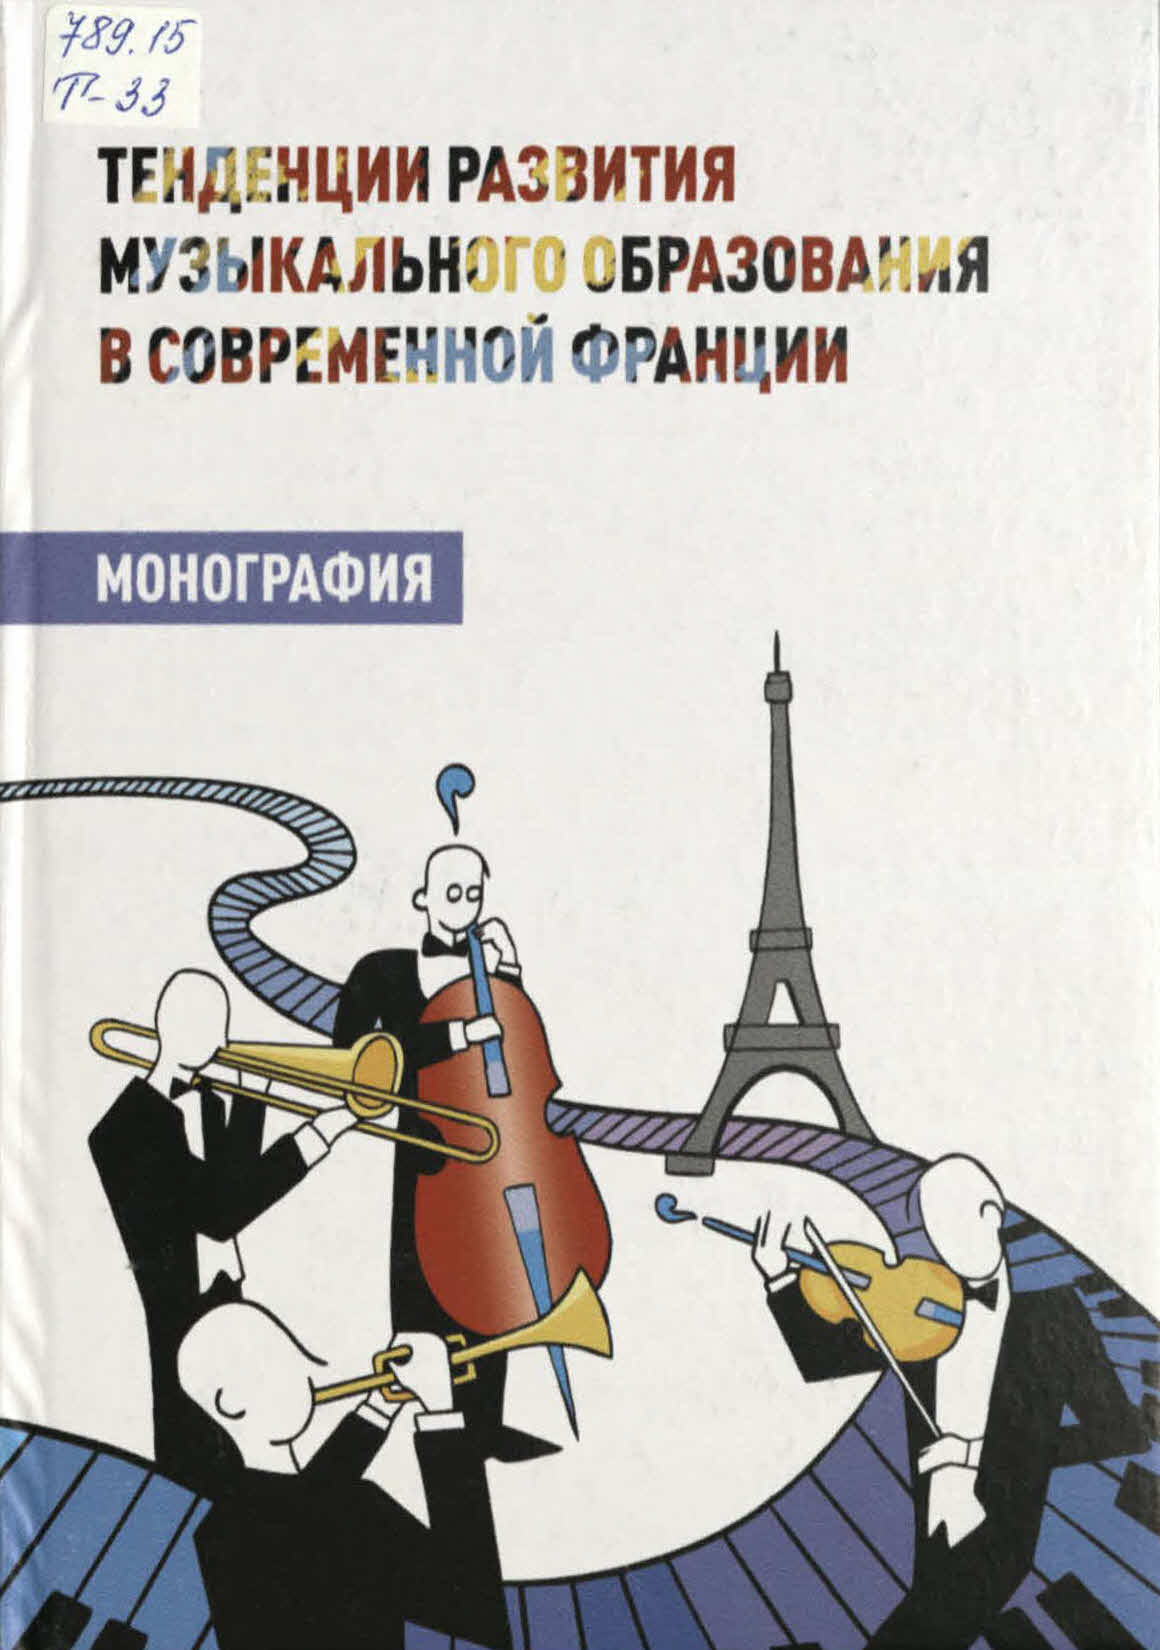 789.15
Т-33
ТЕНДЕНЦИИ РАЗВИТИЯ
МУЗЫКАЛЬНОГО ОБРАЗОВАНИЯ
В СОВРЕМЕННОЙ ФРАНЦИИ
МОНОГРАФИЯ